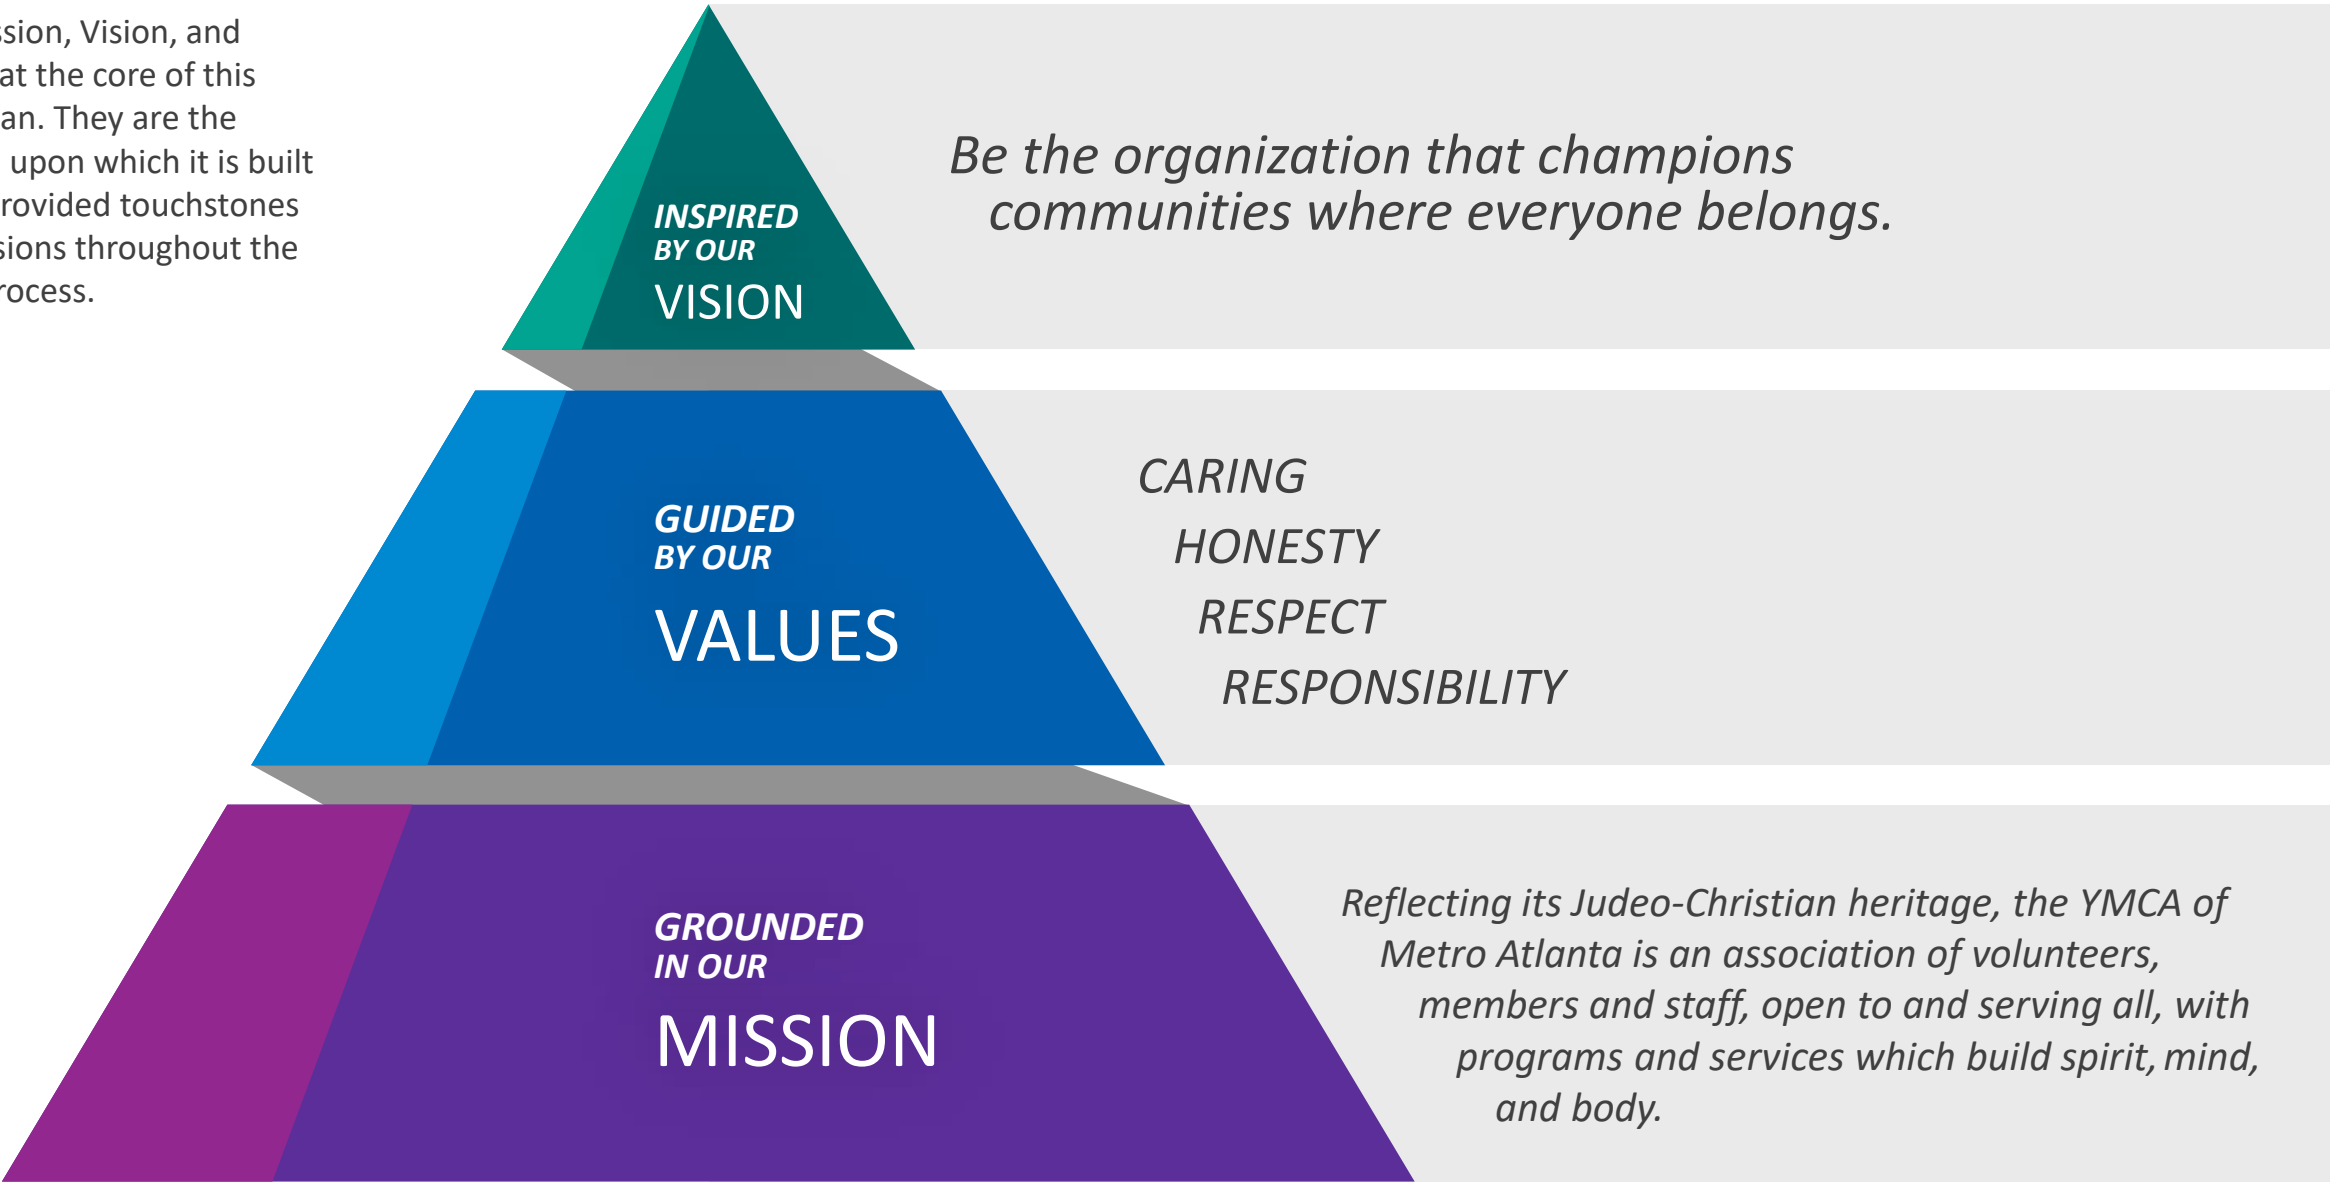 ssion, Vision, and
at the core of this
an. They are the
upon which it is built
rovided touchstones
sions throughout the
rocess.
INSPIRED
BY OUR
VISION
Be the organization that champions
communities where everyone belongs.
GUIDED
BY OUR
VALUES
CARING
HONESTY
RESPECT
RESPONSIBILITY
GROUNDED
IN OUR
MISSION
Reflecting its Judeo-Christian heritage, the YMCA of
Metro Atlanta is an association of volunteers,
members and staff, open to and serving all, with
programs and services which build spirit, mind,
and body.